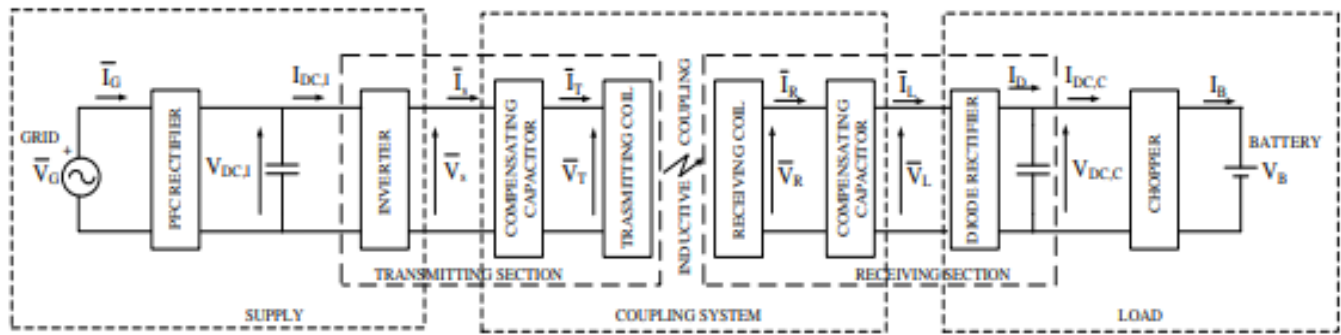 GRID
+
V̅G
I̅G
PFC RECTIFIER
VDC,I
IDC,I
INVERTER
I̅s
V̅s
COMPENSATING
CAPACITOR
I̅T
V̅T
TRASMITTING COIL
INDUCTIVE COUPLING
RECEIVING COIL
I̅R
V̅R
COMPENSATING
CAPACITOR
I̅L
V̅L
DIODE RECTIFIER
ID
IDC,C
VDC,C
CHOPPER
IB
BATTERY
VB
TRANSMITTING SECTION
RECEIVING SECTION
SUPPLY
COUPLING SYSTEM
LOAD